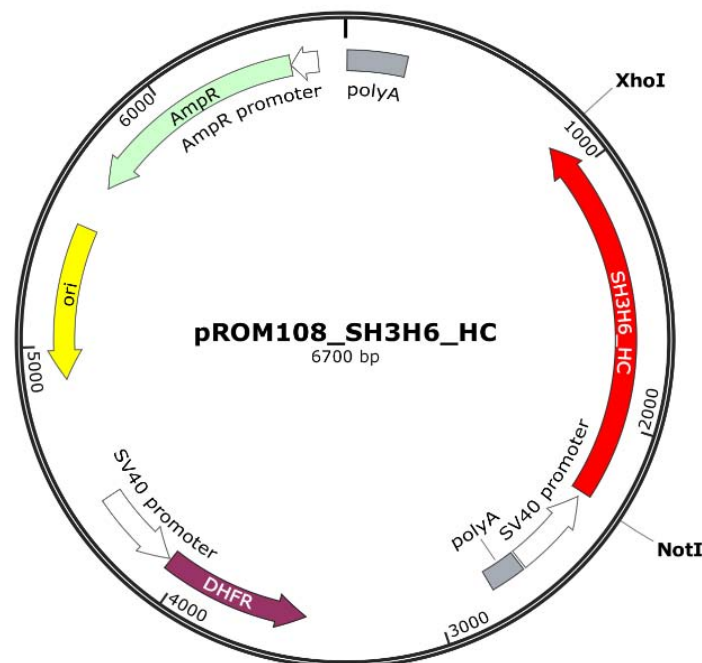 polyA
XhoI
1000
SH3H6_HC
2000
NotI
SV40 promoter
polyA
3000
DHFR
4000
SV40 promoter
5000
ori
6000
AmpR
AmpR promoter
pROM108_SH3H6_HC
6700 bp